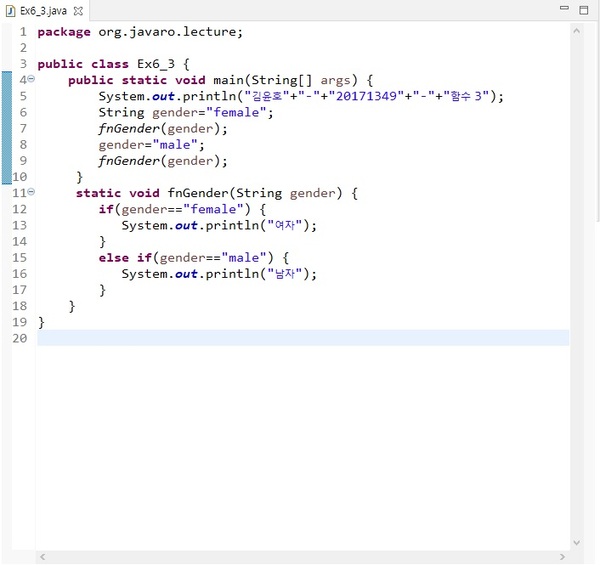 Ex6_3.java
1 package org.javaro.lecture;
2
3 public class Ex6_3 {
4 public static void main(String[] args) {
5 System.out.println("김윤호"+"-"+"20171349"+"-"+"함수 3");
6 String gender="female";
7 fnGender(gender);
8 gender="male";
9 fnGender(gender);
10 }
11 static void fnGender(String gender) {
12 if(gender=="female") {
13 System.out.println("여자");
14 }
15 else if(gender=="male") {
16 System.out.println("남자");
17 }
18 }
19 }
20